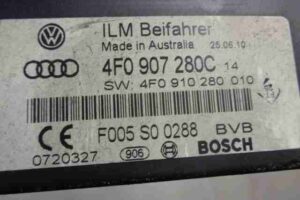 ILM Beifahrer
Made in Australia 25.06.10
4F0 907 280C 14
SW: 4F0 910 280 010
CE F005 S0 0288 BVB
0720327 906 BOSCH